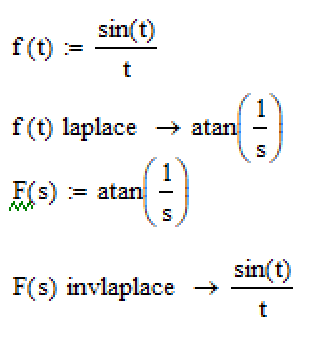 f(t) := sin(t)/t
f(t) laplace → atan(1/s)
F(s) := atan(1/s)
F(s) invlaplace → sin(t)/t